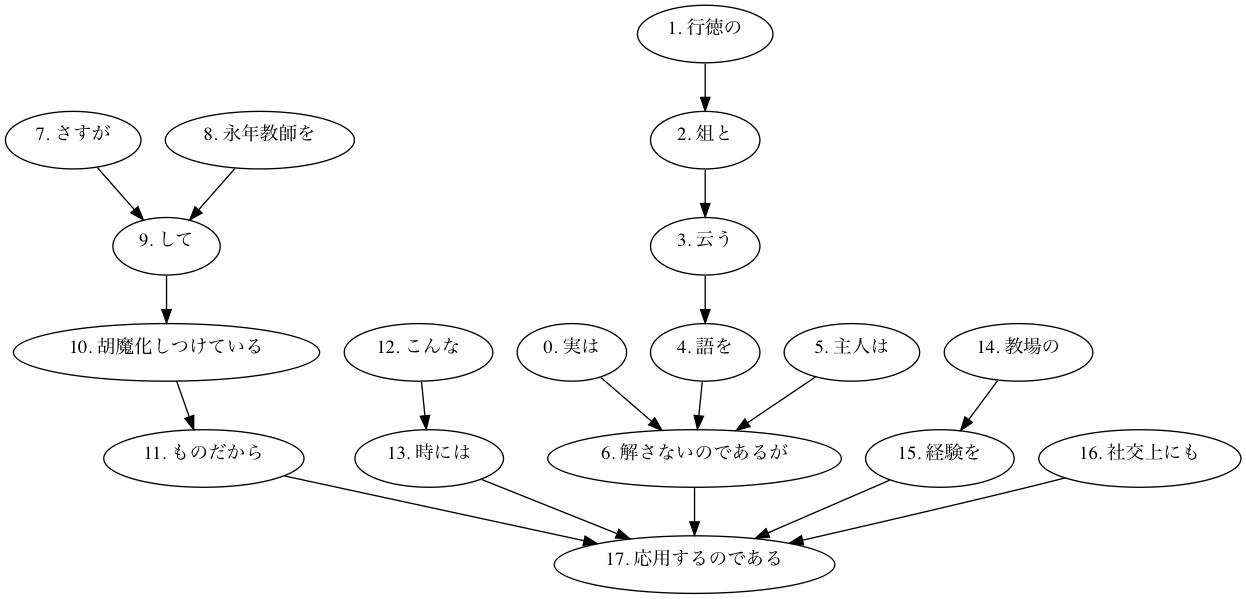 1. 行徳の
7. さすが
8. 永年教師を
2. 俎と
9. して
3. 云う
10. 胡魔化しつけている
12. こんな
0. 実は
4. 語を
5. 主人は
14. 教場の
11. ものだから
13. 時には
6. 解さないのであるが
15. 経験を
16. 社交上にも
17. 応用するのである